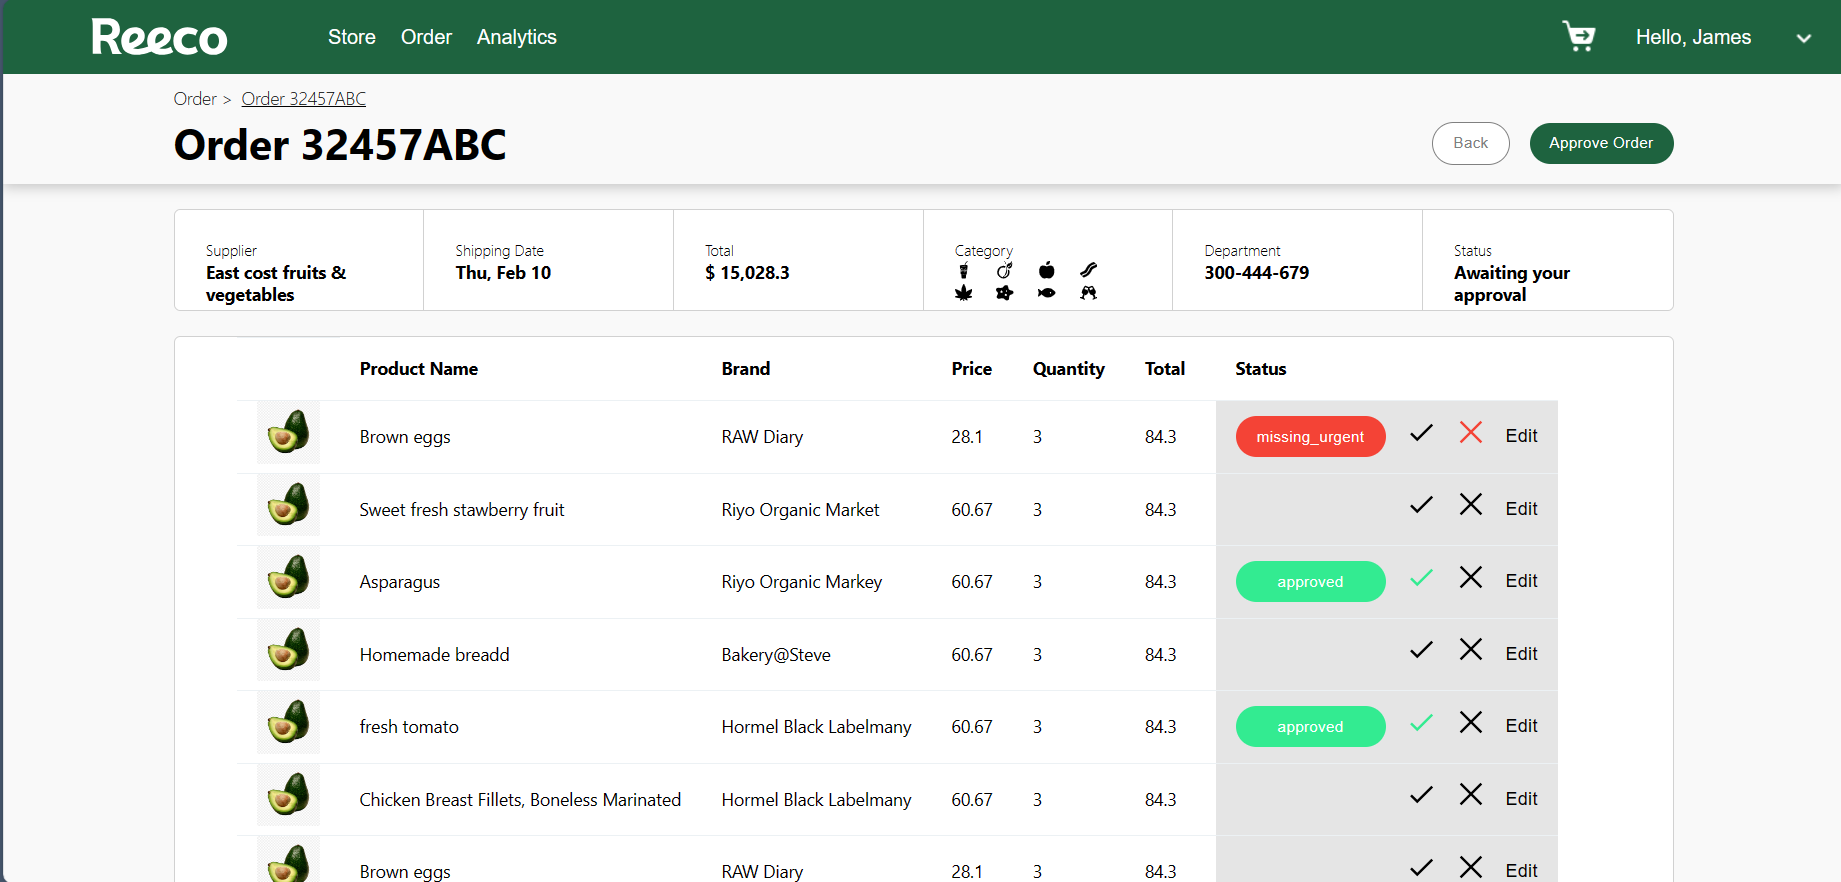 Reeco Store Order Analytics Hello, James
Order > Order 32457ABC
Order 32457ABC
Back Approve Order
Supplier Shipping Date Total Category Department Status
East cost fruits & Thu, Feb 10 $ 15,028.3 300-444-679 Awaiting your
vegetables approval
Product Name Brand Price Quantity Total Status
Brown eggs RAW Diary 28.1 3 84.3 missing_urgent Edit
Sweet fresh stawberry fruit Riyo Organic Market 60.67 3 84.3 Edit
Asparagus Riyo Organic Markey 60.67 3 84.3 approved Edit
Homemade breadd Bakery@Steve 60.67 3 84.3 Edit
fresh tomato Hormel Black Labelmany 60.67 3 84.3 approved Edit
Chicken Breast Fillets, Boneless Marinated Hormel Black Labelmany 60.67 3 84.3 Edit
Brown eggs RAW Diary 28.1 3 84.3 Edit